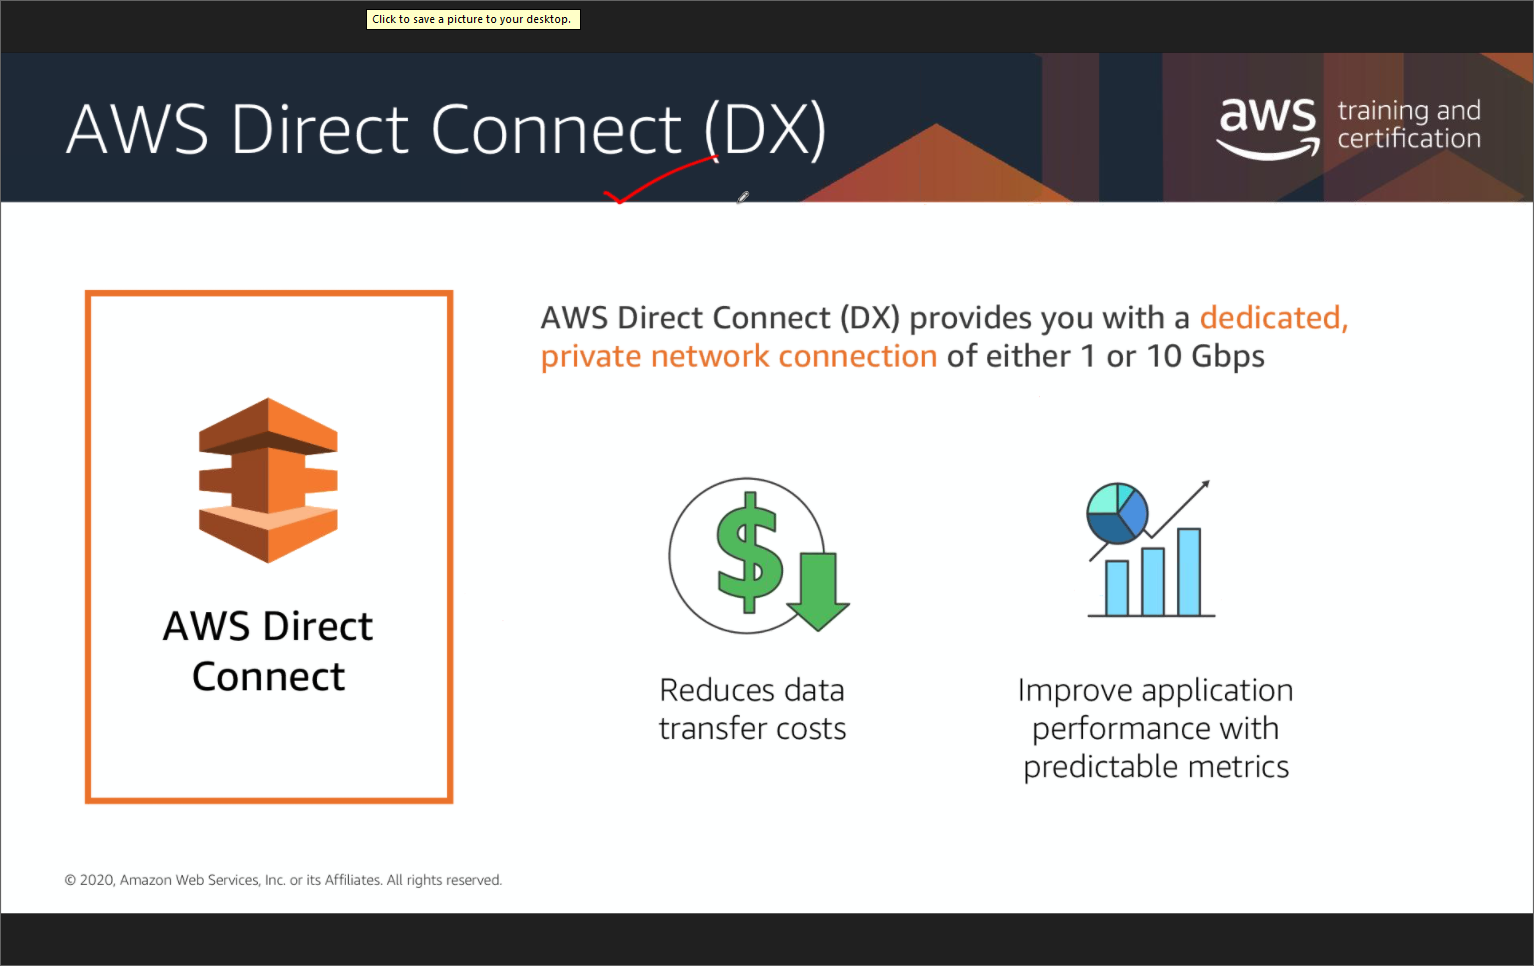 Click to save a picture to your desktop.
AWS Direct Connect (DX)
aws training and
certification
AWS Direct Connect (DX) provides you with a dedicated,
private network connection of either 1 or 10 Gbps
AWS Direct
Connect
Reduces data
transfer costs
Improve application
performance with
predictable metrics
© 2020, Amazon Web Services, Inc. or its Affiliates. All rights reserved.